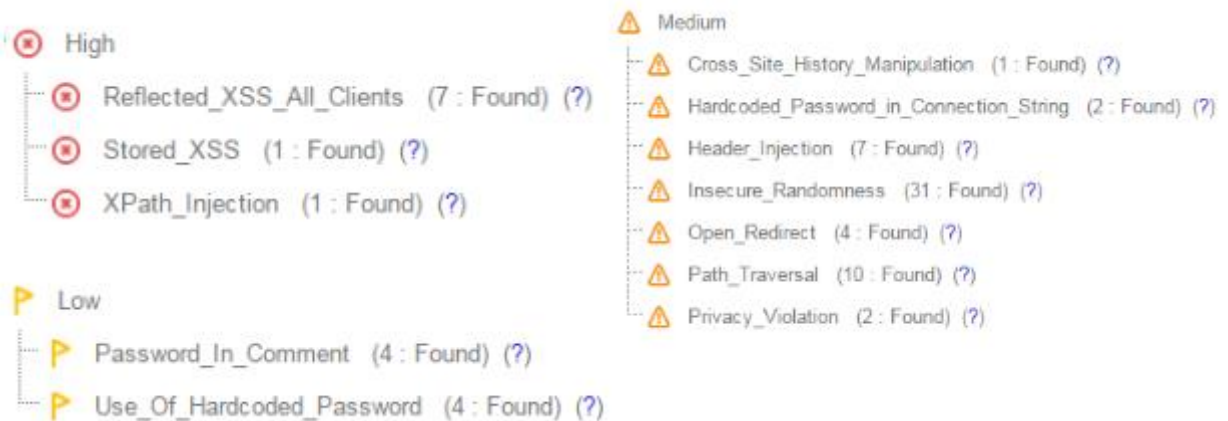 High
Reflected_XSS_All_Clients (7 : Found) (?)
Stored_XSS (1 : Found) (?)
XPath_Injection (1 : Found) (?)
Low
Password_In_Comment (4 : Found) (?)
Use_Of_Hardcoded_Password (4 : Found) (?)
Medium
Cross_Site_History_Manipulation (1 : Found) (?)
Hardcoded_Password_in_Connection_String (2 : Found) (?)
Header_Injection (7 : Found) (?)
Insecure_Randomness (31 : Found) (?)
Open_Redirect (4 : Found) (?)
Path_Traversal (10 : Found) (?)
Privacy_Violation (2 : Found) (?)